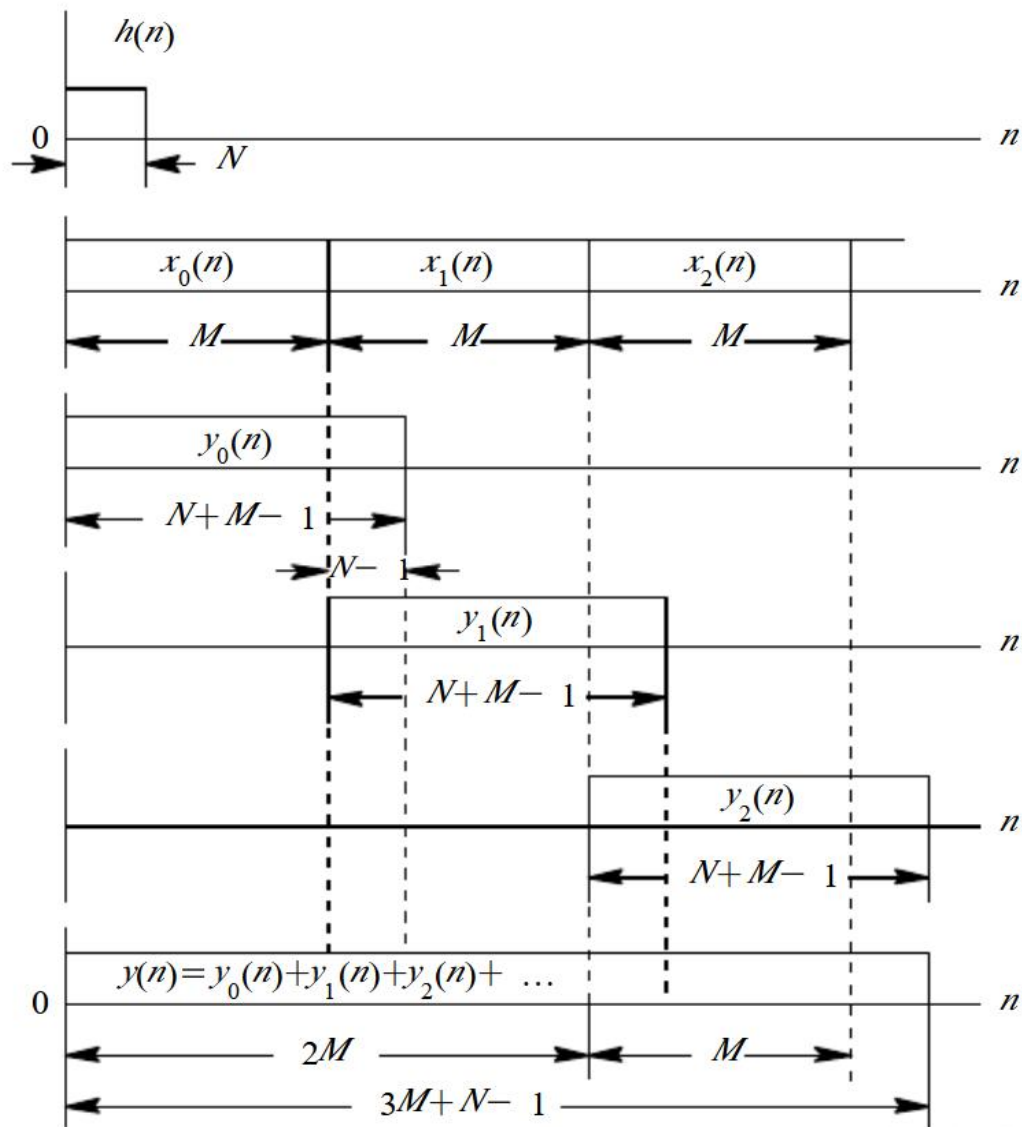 h(n)
0 n
N
x₀(n) x₁(n) x₂(n)
n
M M M
y₀(n)
n
N+M− 1
N− 1
y₁(n)
n
N+M− 1
y₂(n)
n
N+M− 1
y(n)=y₀(n)+y₁(n)+y₂(n)+ ...
0 n
2M M
3M+N− 1